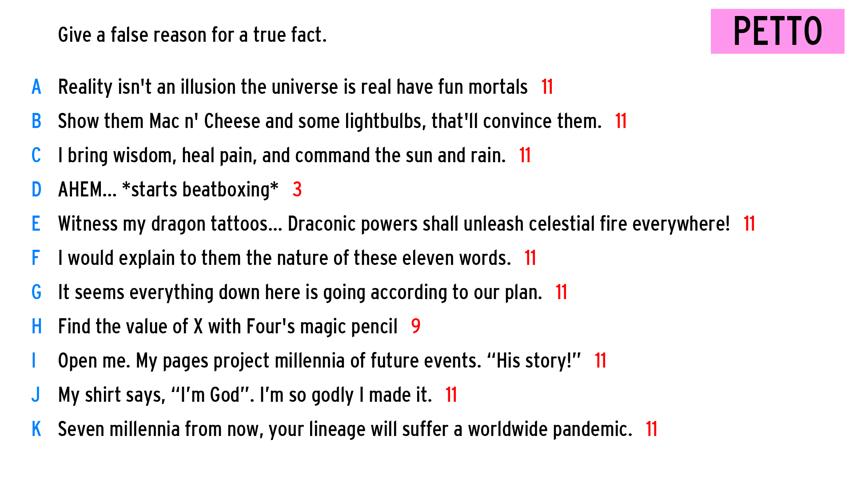 Give a false reason for a true fact.
PETTO
A Reality isn't an illusion the universe is real have fun mortals 11
B Show them Mac n' Cheese and some lightbulbs, that'll convince them. 11
C I bring wisdom, heal pain, and command the sun and rain. 11
D AHEM... *starts beatboxing* 3
E Witness my dragon tattoos... Draconic powers shall unleash celestial fire everywhere! 11
F I would explain to them the nature of these eleven words. 11
G It seems everything down here is going according to our plan. 11
H Find the value of X with Four's magic pencil 9
I Open me. My pages project millennia of future events. “His story!” 11
J My shirt says, “I'm God”. I'm so godly I made it. 11
K Seven millennia from now, your lineage will suffer a worldwide pandemic. 11